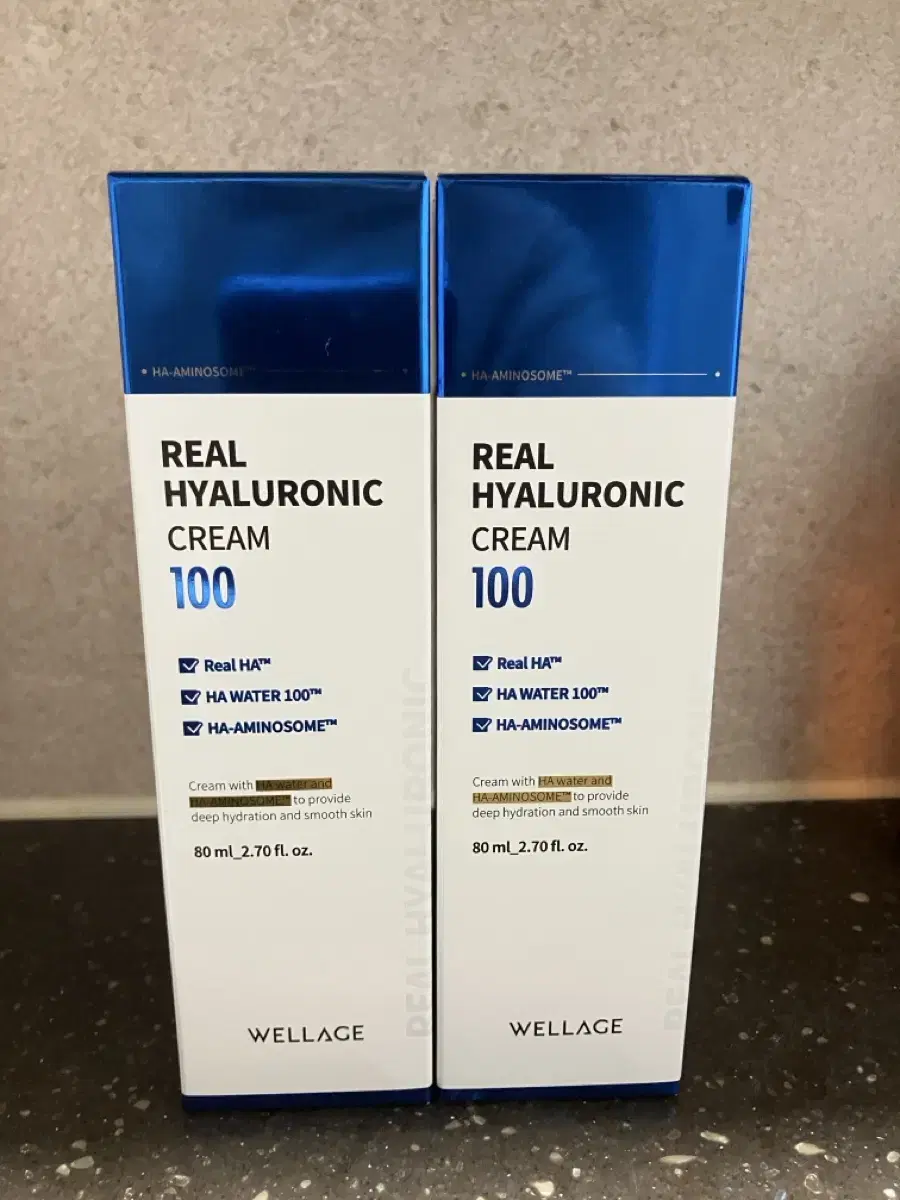 HA-AMINOSOME™
REAL
HYALURONIC
CREAM
100
Real HA™
HA WATER 100™
HA-AMINOSOME™
Cream with HA water and
HA-AMINOSOME™ to provide
deep hydration and smooth skin
80 ml_2.70 fl. oz.
REAL HYALURONIC
WELLAGE
HA-AMINOSOME™
REAL
HYALURONIC
CREAM
100
Real HA™
HA WATER 100™
HA-AMINOSOME™
Cream with HA water and
HA-AMINOSOME™ to provide
deep hydration and smooth skin
80 ml_2.70 fl. oz.
REAL HYALURONIC
WELLAGE